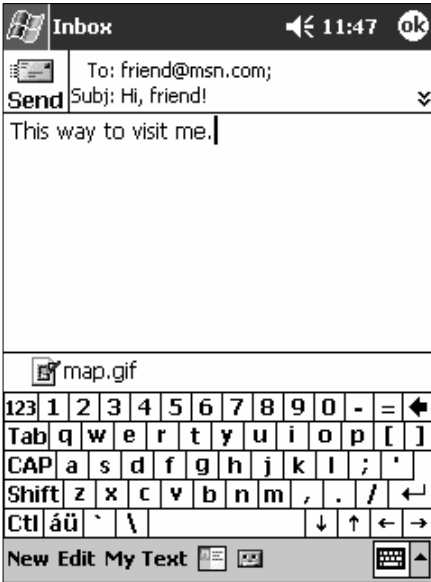 Inbox 11:47 ok
To: friend@msn.com;
Send Subj: Hi, friend!
This way to visit me.
map.gif
123 1 2 3 4 5 6 7 8 9 0 - =
Tab q w e r t y u i o p [ ]
CAP a s d f g h j k l ; '
Shift z x c v b n m , . /
Ctl áü ` \
New Edit My Text